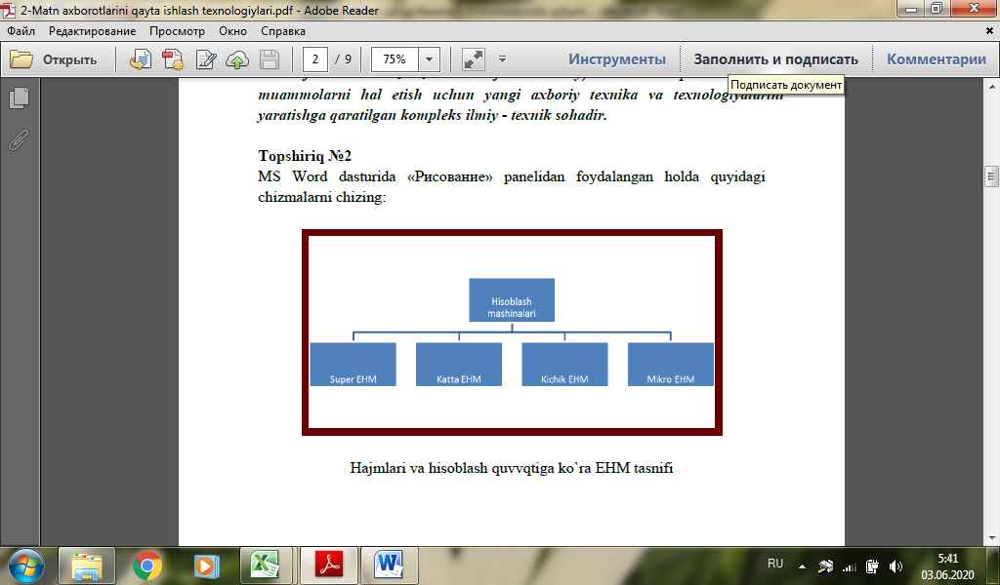 2-Matn axborotlarini qayta ishlash texnologiylari.pdf - Adobe Reader
Файл Редактирование Просмотр Окно Справка
Открыть 2 / 9 75% Инструменты Заполнить и подписать Комментарии
Подписать документ
muammolarni hal etish uchun yangi axboriy texnika va texnologiyalarini
yaratishga qaratilgan kompleks ilmiy - texnik sohadir.
Topshiriq №2
MS Word dasturida «Рисование» panelidan foydalangan holda quyidagi
chizmalarni chizing:
Hisoblash
mashinalari
Super EHM Katta EHM Kichik EHM Mikro EHM
Hajmlari va hisoblash quvvqtiga ko`ra EHM tasnifi
RU 5:41
03.06.2020